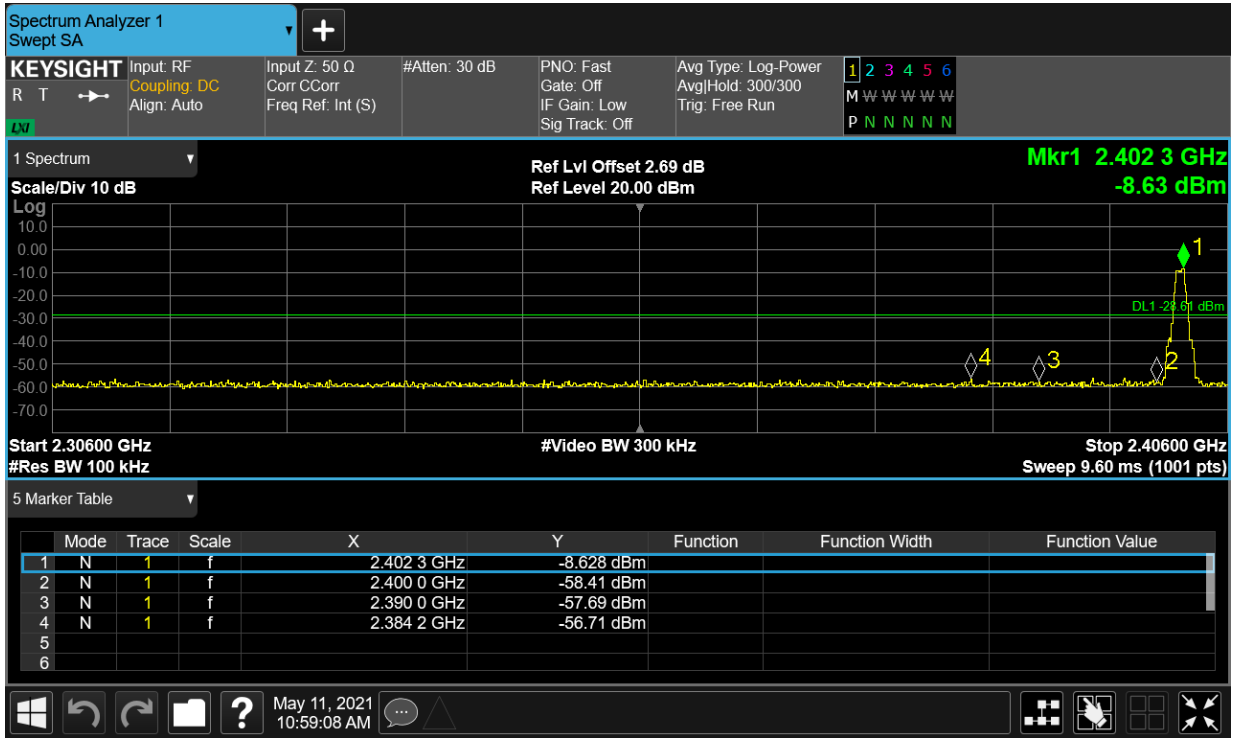 Spectrum Analyzer 1
Swept SA
+
KEYSIGHT Input: RF Input Z: 50 Ω #Atten: 30 dB PNO: Fast Avg Type: Log-Power 1 2 3 4 5 6
R T Coupling: DC Corr CCorr Gate: Off Avg|Hold: 300/300 M W W W W W
Align: Auto Freq Ref: Int (S) IF Gain: Low Trig: Free Run
LXI Sig Track: Off P N N N N N
1 Spectrum
Ref Lvl Offset 2.69 dB Mkr1 2.402 3 GHz
Scale/Div 10 dB Ref Level 20.00 dBm -8.63 dBm
Log
10.0
0.00
1
-10.0
-20.0
DL1 -28.61 dBm
-30.0
-40.0
-50.0
4 3 2
-60.0
-70.0
Start 2.30600 GHz #Video BW 300 kHz Stop 2.40600 GHz
#Res BW 100 kHz Sweep 9.60 ms (1001 pts)
5 Marker Table
Mode Trace Scale X Y Function Function Width Function Value
1 N 1 f 2.402 3 GHz -8.628 dBm
2 N 1 f 2.400 0 GHz -58.41 dBm
3 N 1 f 2.390 0 GHz -57.69 dBm
4 N 1 f 2.384 2 GHz -56.71 dBm
5
6
? May 11, 2021
10:59:08 AM